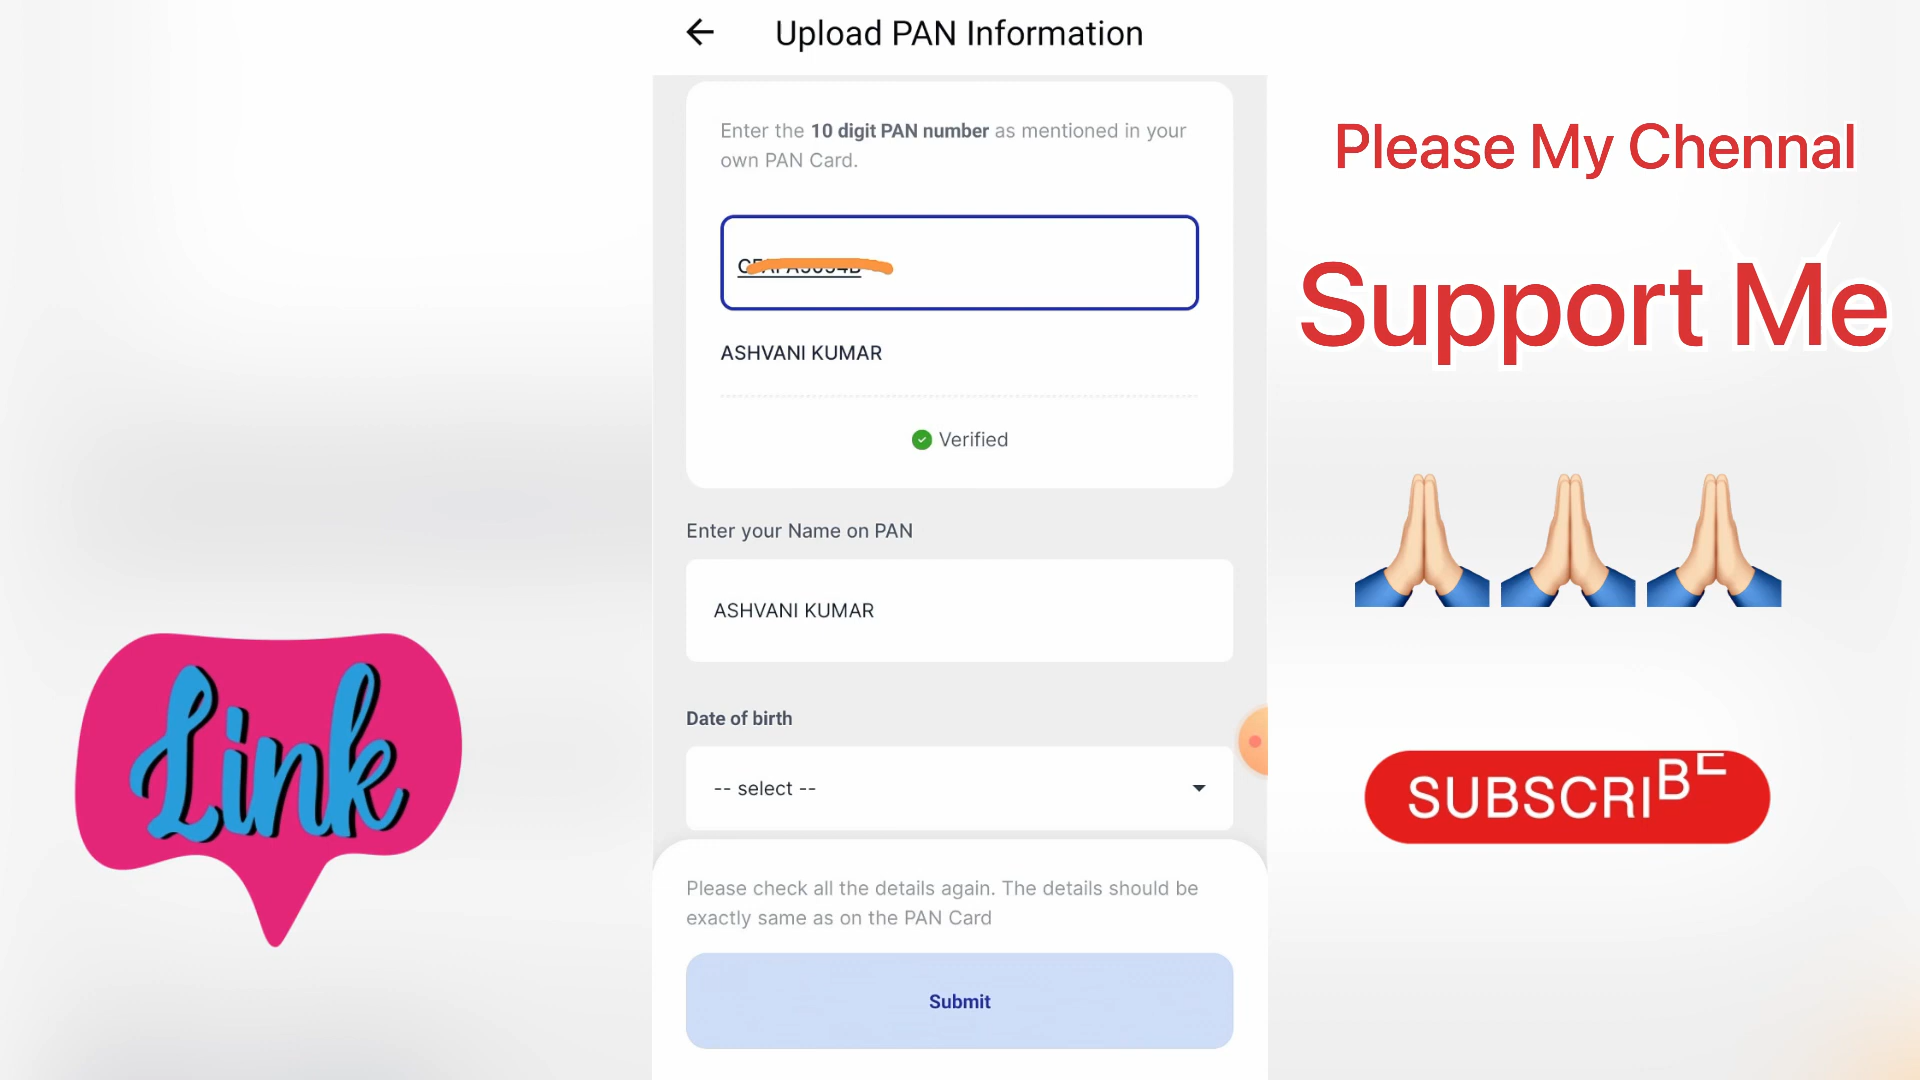 Upload PAN Information
Enter the 10 digit PAN number as mentioned in your
own PAN Card.
ASHVANI KUMAR
Verified
Enter your Name on PAN
ASHVANI KUMAR
Date of birth
-- select --
Please check all the details again. The details should be
exactly same as on the PAN Card
Submit
Link
Please My Chennal
Support Me
SUBSCRIBE